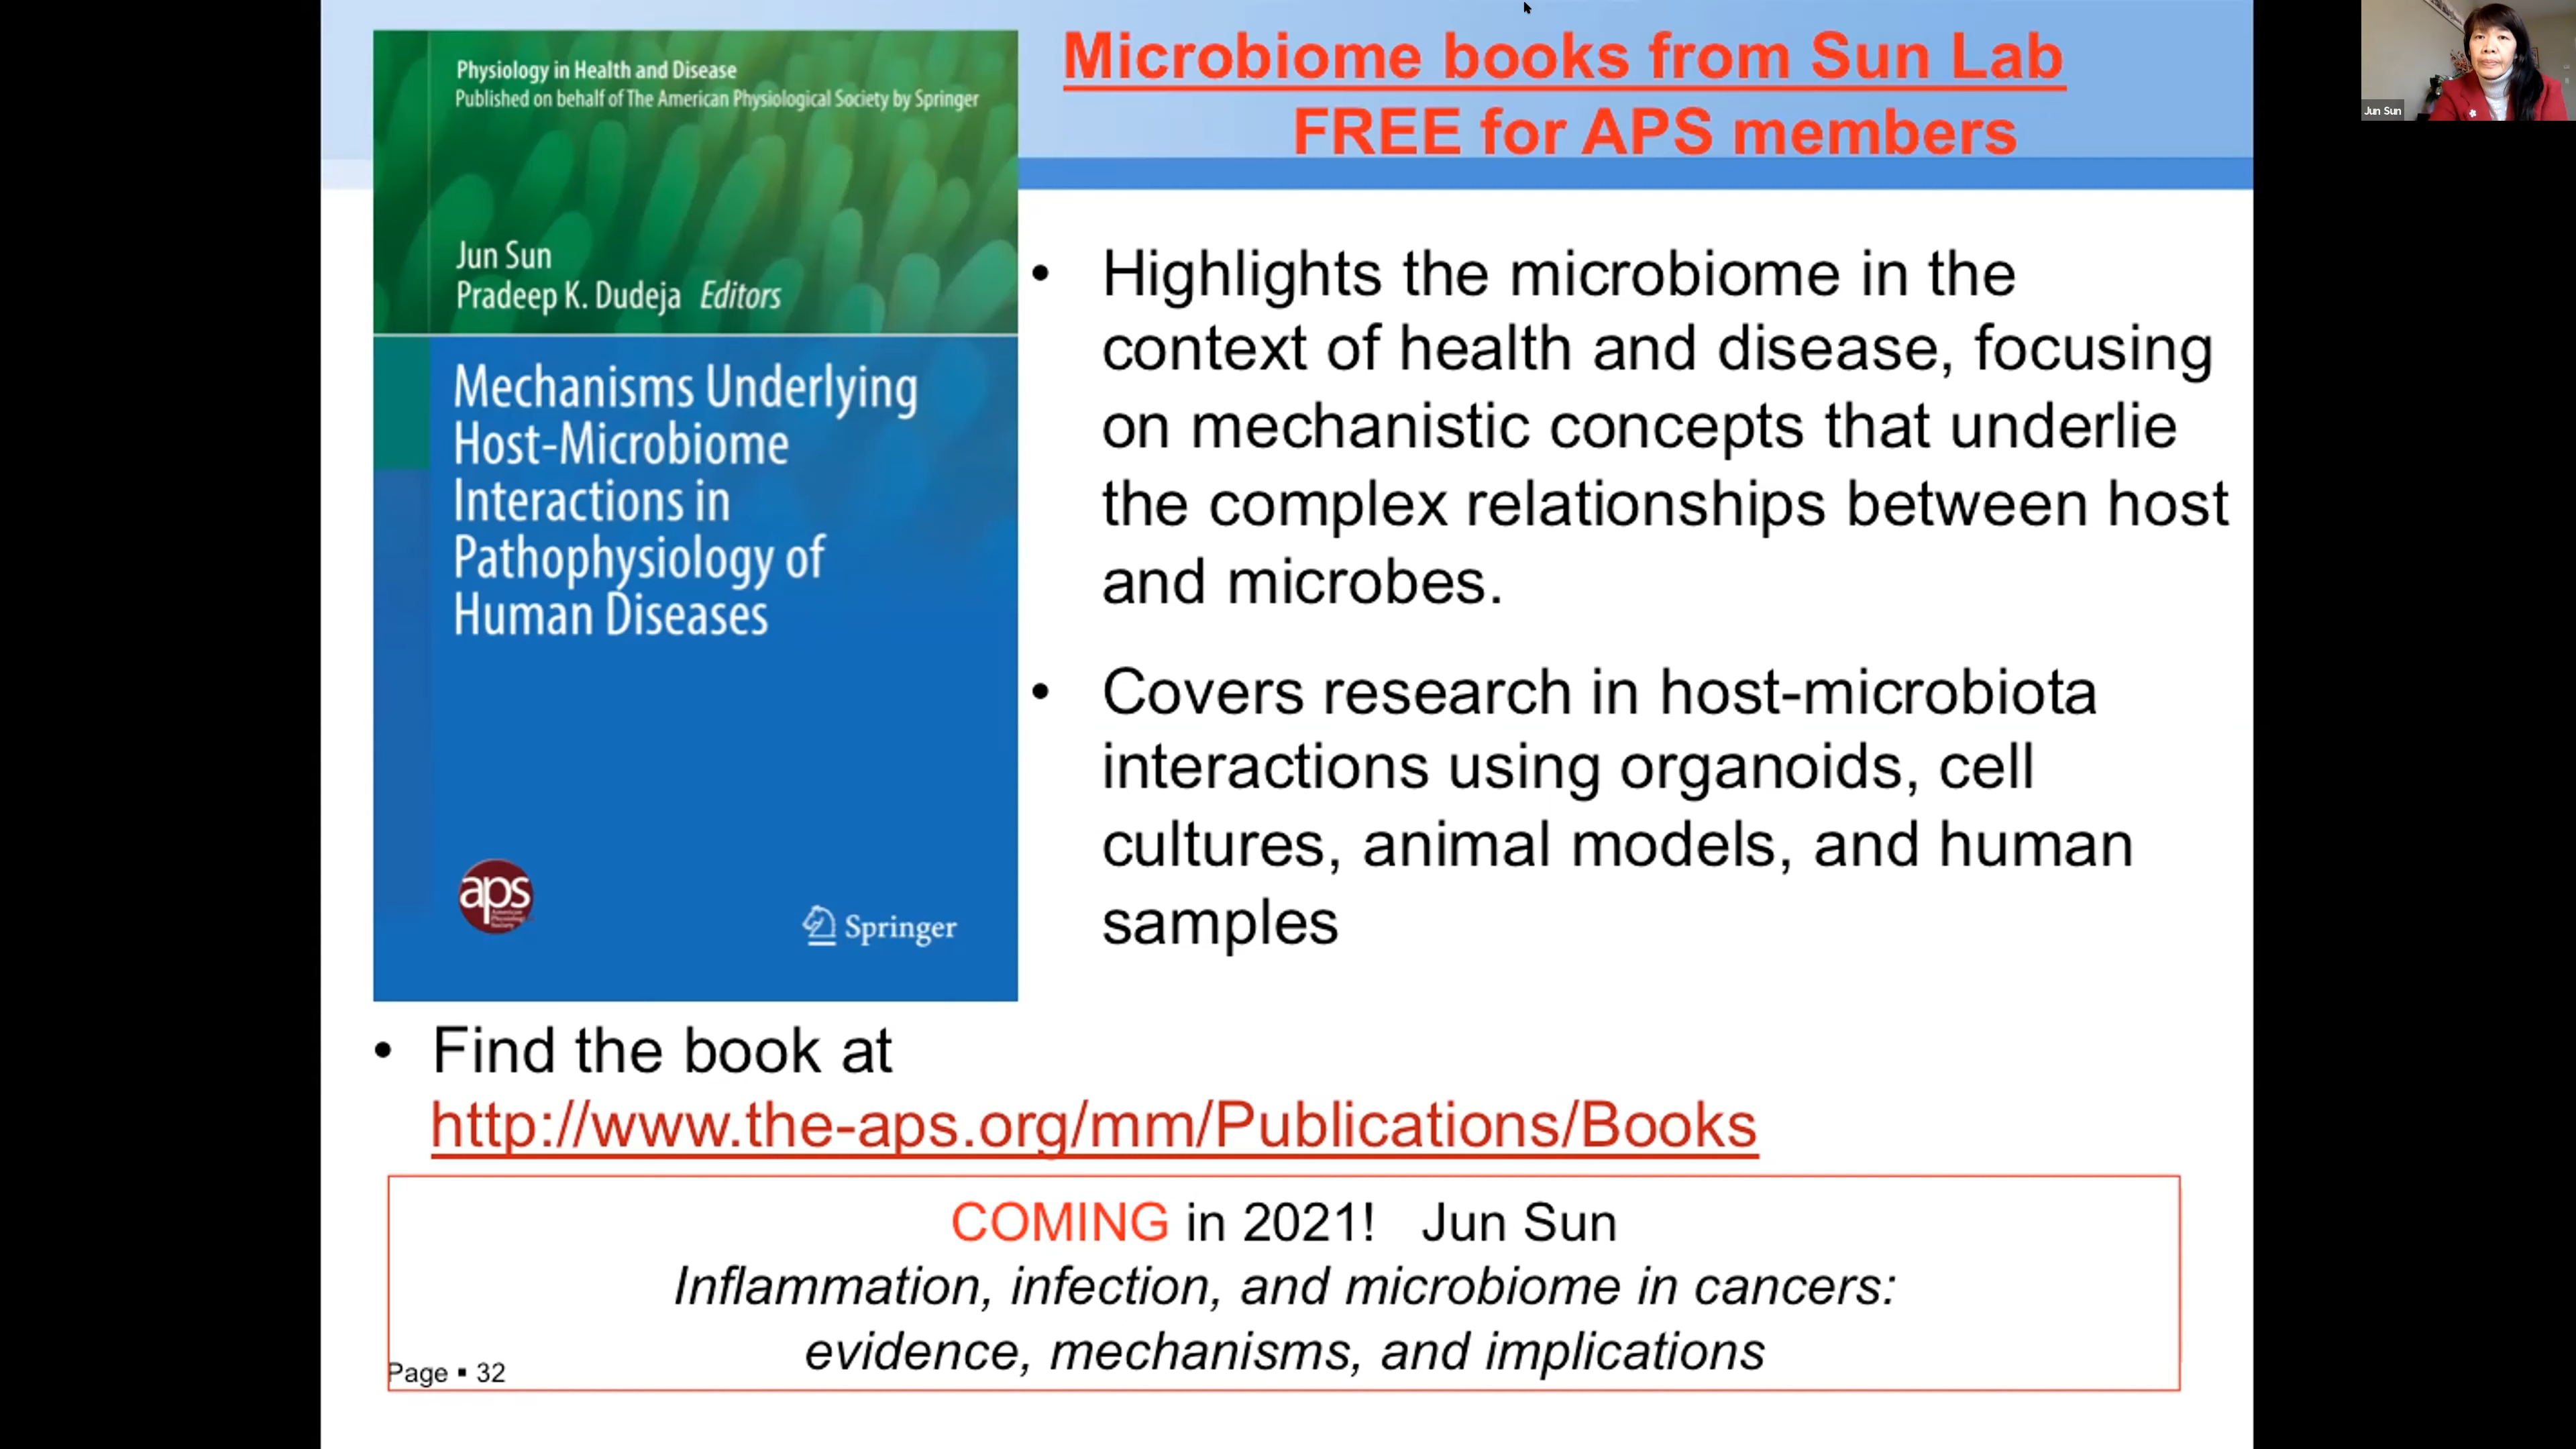 Microbiome books from Sun Lab
FREE for APS members
Physiology in Health and Disease
Published on behalf of The American Physiological Society by Springer
Jun Sun
Pradeep K. Dudeja Editors
Mechanisms Underlying
Host-Microbiome
Interactions in
Pathophysiology of
Human Diseases
aps
American
Physiological
Society
Springer
• Highlights the microbiome in the
context of health and disease, focusing
on mechanistic concepts that underlie
the complex relationships between host
and microbes.
• Covers research in host-microbiota
interactions using organoids, cell
cultures, animal models, and human
samples
• Find the book at
http://www.the-aps.org/mm/Publications/Books
COMING in 2021! Jun Sun
Inflammation, infection, and microbiome in cancers:
evidence, mechanisms, and implications
Page ▪ 32
Jun Sun